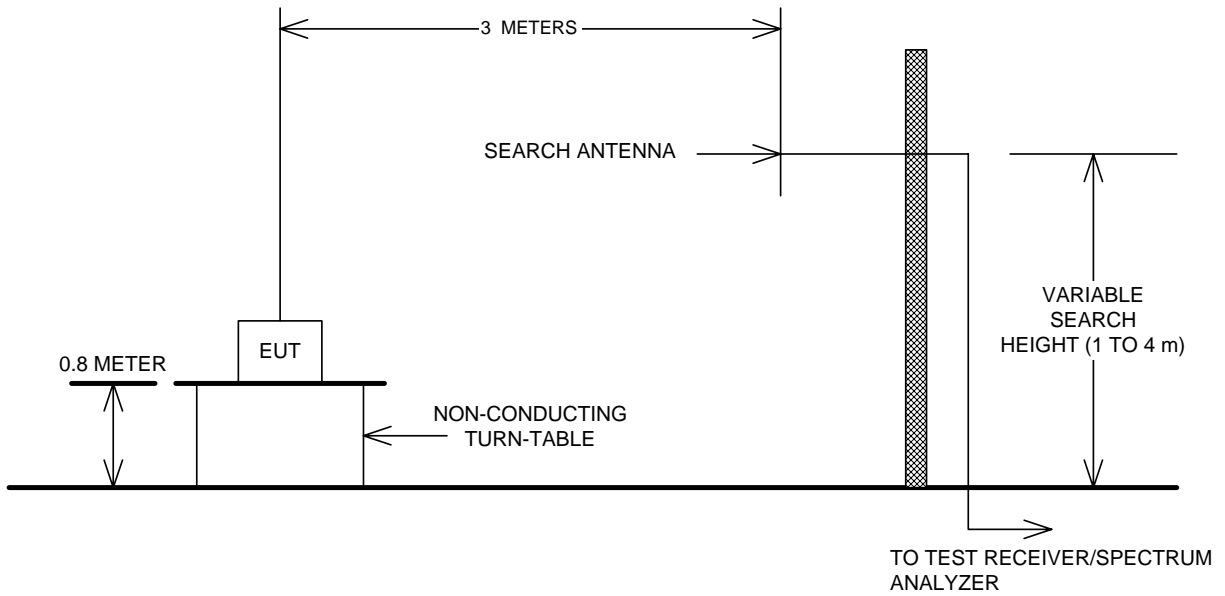 3 METERS
SEARCH ANTENNA
VARIABLE
SEARCH
HEIGHT (1 TO 4 m)
EUT
0.8 METER
NON-CONDUCTING
TURN-TABLE
TO TEST RECEIVER/SPECTRUM
ANALYZER